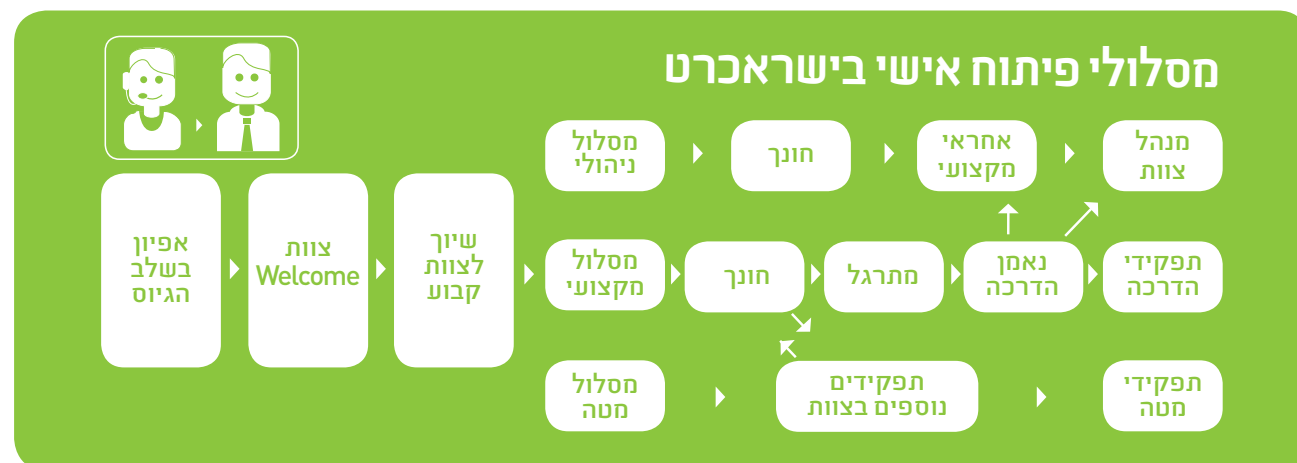 מסלולי פיתוח אישי בישראכרט
מסלול
ניהולי
חונך
אחראי
מקצועי
מנהל
צוות
אפיון
בשלב
הגיוס
צוות
Welcome
שיוך
לצוות
קבוע
מסלול
מקצועי
חונך
מתרגל
נאמן
הדרכה
תפקידי
הדרכה
מסלול
מטה
תפקידים
נוספים בצוות
תפקידי
מטה